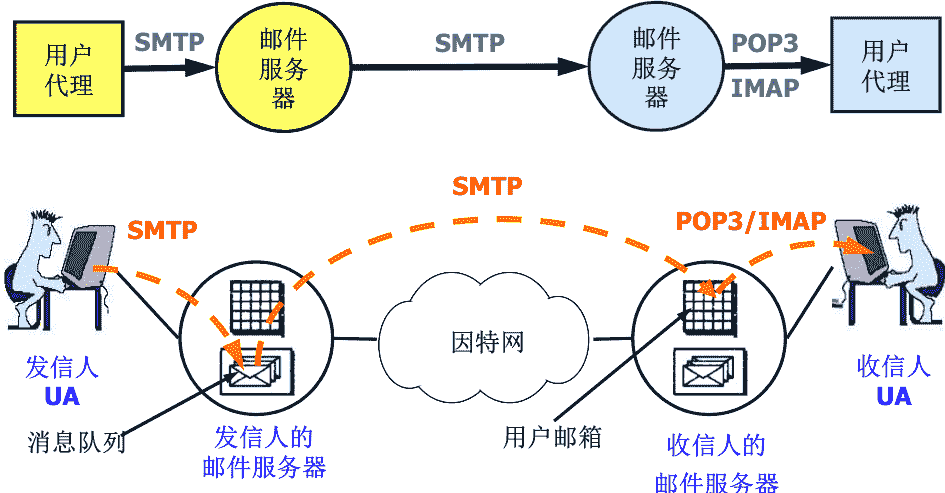 用户
代理
SMTP
邮件
服务
器
SMTP
邮件
服务
器
POP3
IMAP
用户
代理
SMTP
SMTP
POP3/IMAP
因特网
发信人
UA
收信人
UA
消息队列
发信人的
邮件服务器
用户邮箱
收信人的
邮件服务器